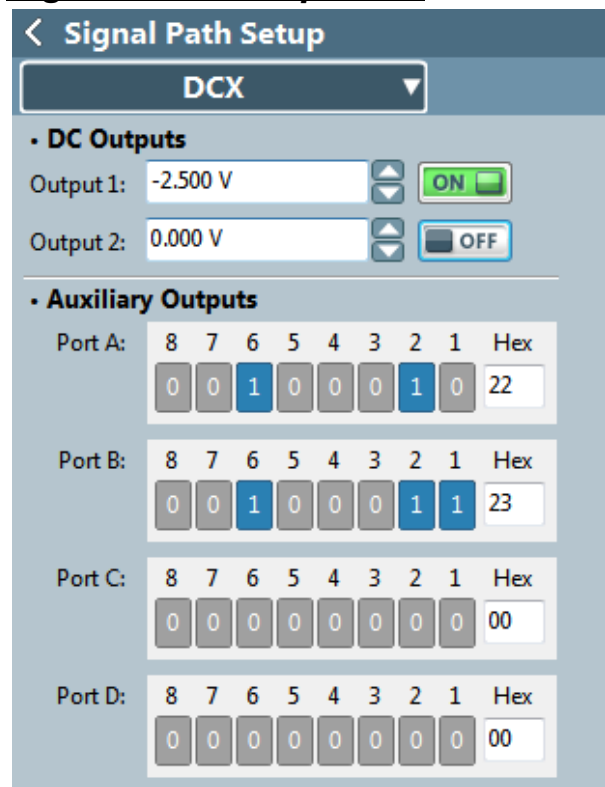 < Signal Path Setup
DCX ▼
• DC Outputs
Output 1: -2.500 V ON
Output 2: 0.000 V OFF
• Auxiliary Outputs
Port A: 8 7 6 5 4 3 2 1 Hex
0 0 1 0 0 0 1 0 22
Port B: 8 7 6 5 4 3 2 1 Hex
0 0 1 0 0 0 1 1 23
Port C: 8 7 6 5 4 3 2 1 Hex
0 0 0 0 0 0 0 0 00
Port D: 8 7 6 5 4 3 2 1 Hex
0 0 0 0 0 0 0 0 00